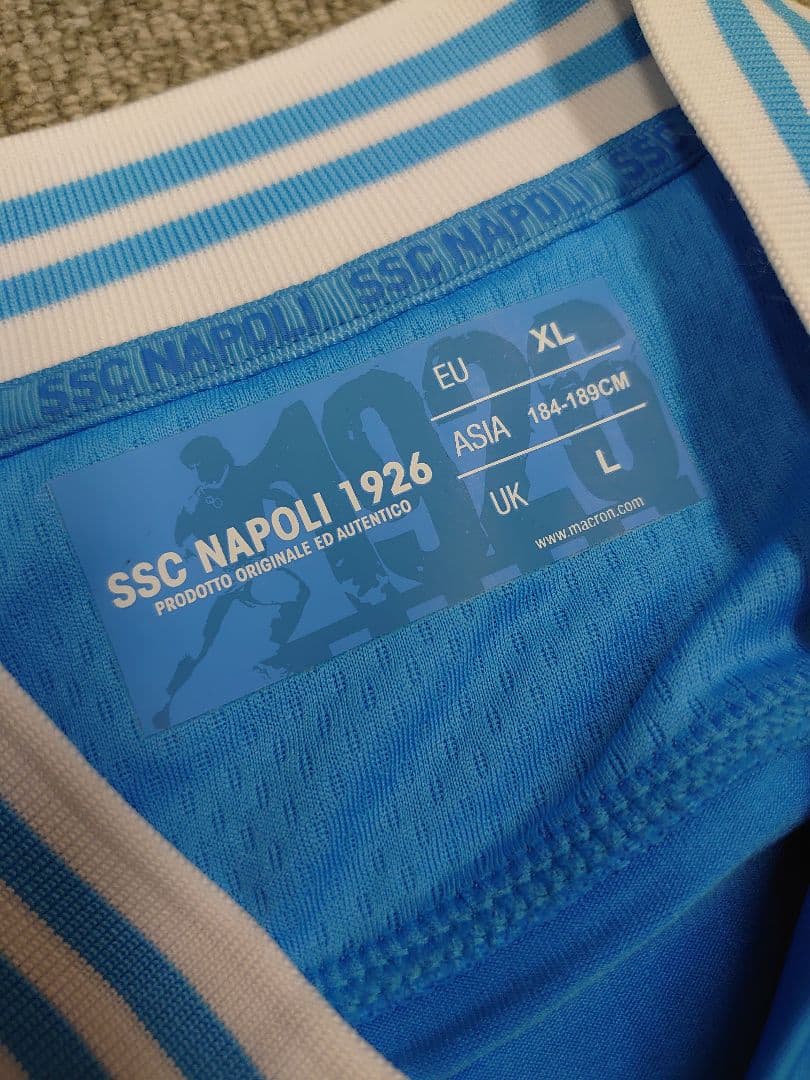 SSC NAPOLI SSC NAPOLI SSC
SSC NAPOLI 1926
PRODOTTO ORIGINALE ED AUTENTICO
1926
EU XL
ASIA 184-189CM
UK L
www.macron.com